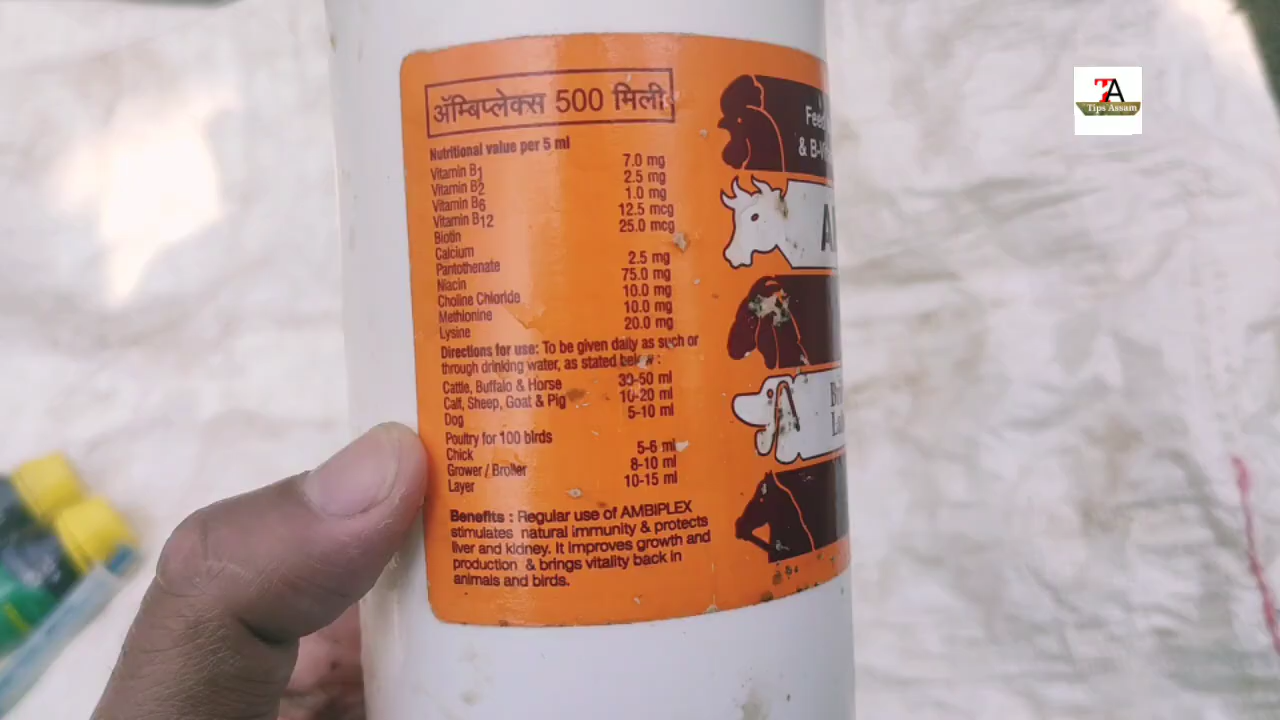 ॲम्बिप्लेक्स 500 मिली.
Nutritional value per 5 ml
Vitamin B1 7.0 mg
Vitamin B2 2.5 mg
Vitamin B6 1.0 mg
Vitamin B12 12.5 mcg
Biotin 25.0 mcg
Calcium
Pantothenate 2.5 mg
Niacin 75.0 mg
Choline Chloride 10.0 mg
Methionine 10.0 mg
Lysine 20.0 mg
Directions for use: To be given daily as such or
through drinking water, as stated below :
Cattle, Buffalo & Horse 30-50 ml
Calf, Sheep, Goat & Pig 10-20 ml
Dog 5-10 ml
Poultry for 100 birds
Chick 5-6 ml
Grower / Broiler 8-10 ml
Layer 10-15 ml
Benefits : Regular use of AMBIPLEX
stimulates natural immunity & protects
liver and kidney. It improves growth and
production & brings vitality back in
animals and birds.
Feed
&
TA
Tips Assam